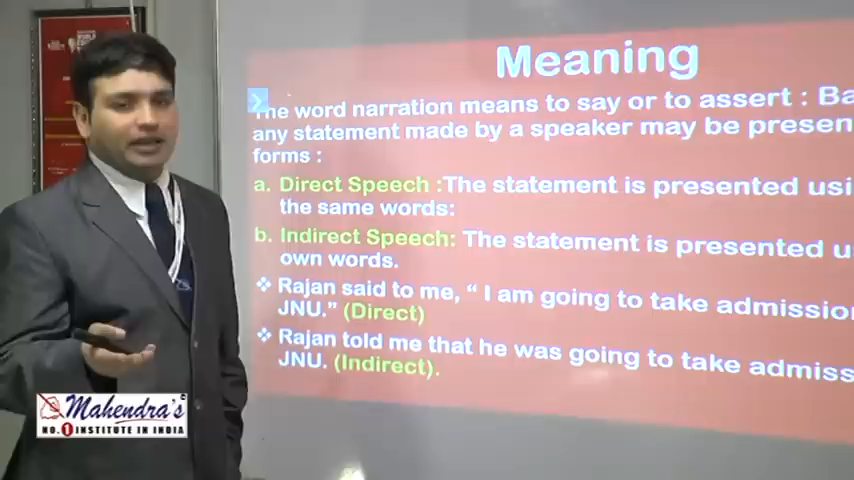 Meaning
The word narration means to say or to assert : Ba
any statement made by a speaker may be presen
forms :
a. Direct Speech :The statement is presented usi
the same words:
b. Indirect Speech: The statement is presented u
own words.
❖ Rajan said to me, “ I am going to take admission
JNU.” (Direct)
❖ Rajan told me that he was going to take admiss
JNU. (Indirect).
Mahendra's
NO. 1 INSTITUTE IN INDIA